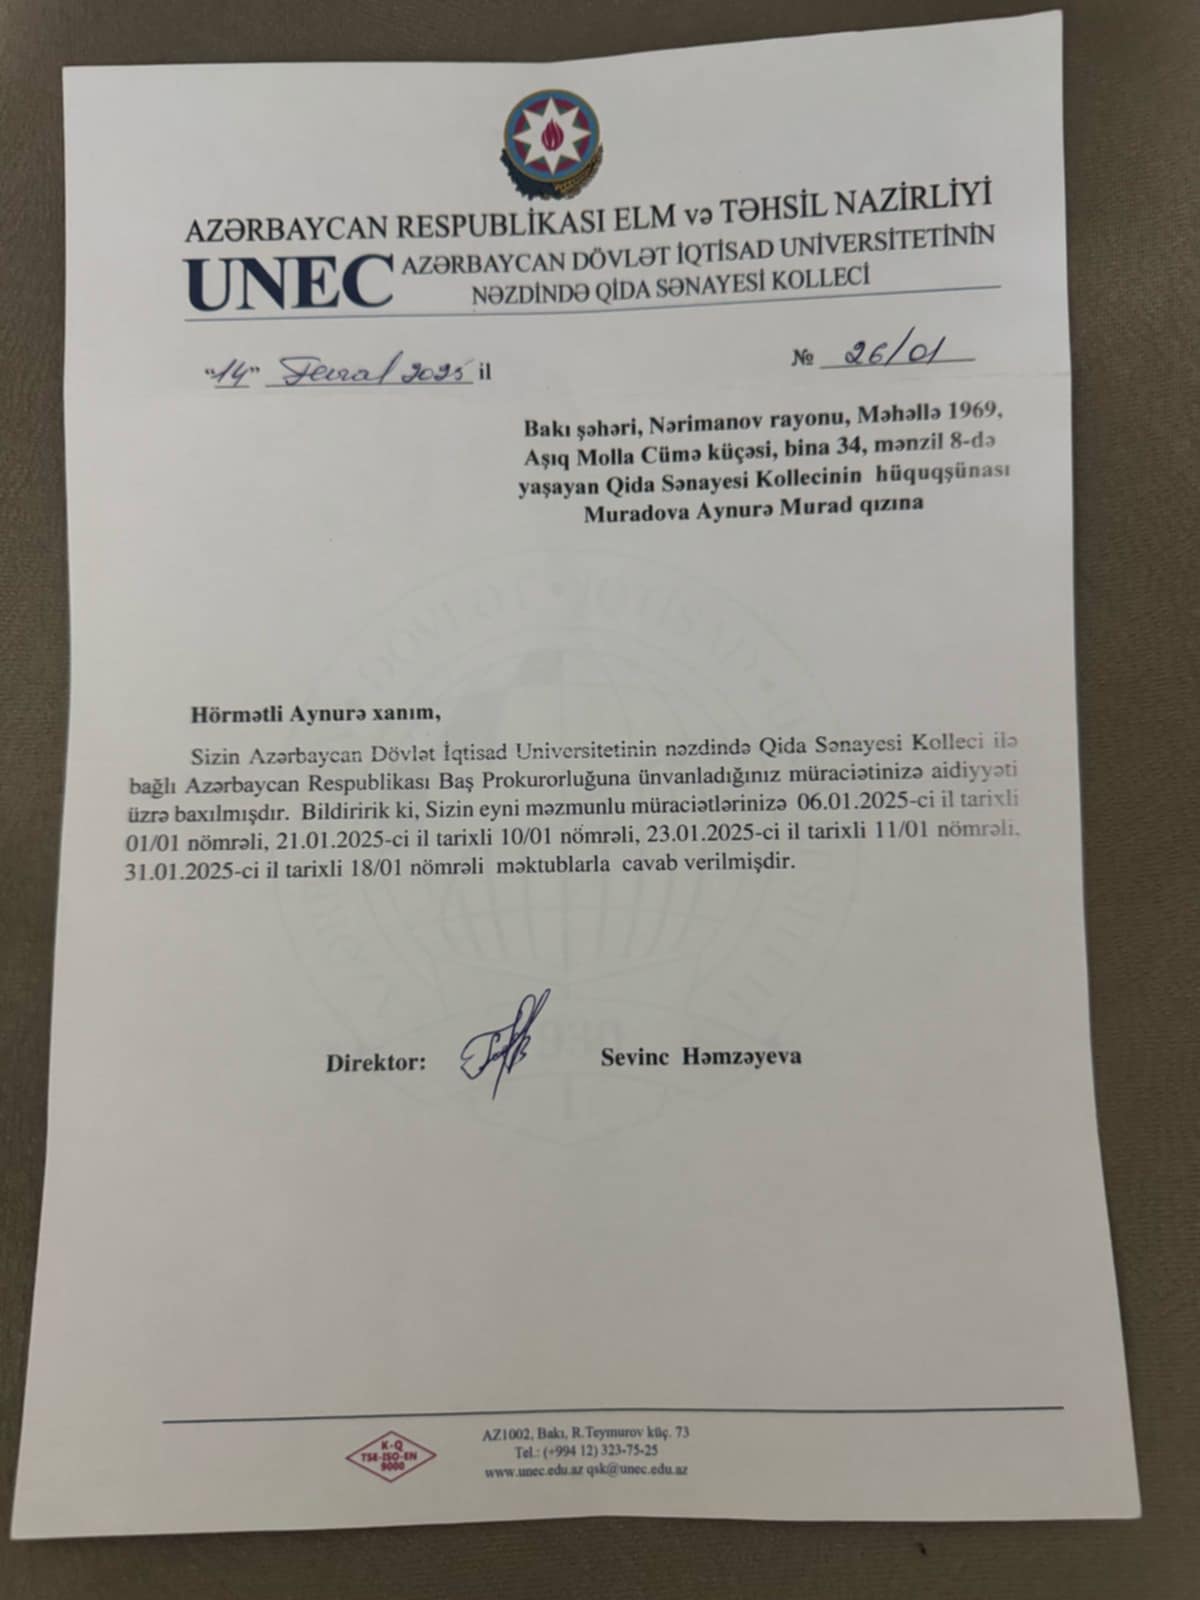 AZƏRBAYCAN RESPUBLİKASI ELM və TƏHSİL NAZİRLİYİ
UNEC AZƏRBAYCAN DÖVLƏT İQTİSAD UNİVERSİTETİNİN
NƏZDİNDƏ QİDA SƏNAYESİ KOLLECİ
"14" Fevral 2025 il
№ 26/01
Bakı şəhəri, Nərimanov rayonu, Məhəllə 1969,
Aşıq Molla Cümə küçəsi, bina 34, mənzil 8-də
yaşayan Qida Sənayesi Kollecinin hüquqşünası
Muradova Aynurə Murad qızına
Hörmətli Aynurə xanım,
Sizin Azərbaycan Dövlət İqtisad Universitetinin nəzdində Qida Sənayesi Kolleci ilə
bağlı Azərbaycan Respublikası Baş Prokurorluğuna ünvanladığınız müraciətinizə aidiyyəti
üzrə baxılmışdır. Bildiririk ki, Sizin eyni məzmunlu müraciətlərinizə 06.01.2025-ci il tarixli
01/01 nömrəli, 21.01.2025-ci il tarixli 10/01 nömrəli, 23.01.2025-ci il tarixli 11/01 nömrəli,
31.01.2025-ci il tarixli 18/01 nömrəli məktublarla cavab verilmişdir.
Direktor: Sevinc Həmzəyeva
K-Q
TSE-ISO-EN
9000
AZ1002, Bakı, R.Teymurov küç. 73
Tel.: (+994 12) 323-75-25
www.unec.edu.az qsk@unec.edu.az